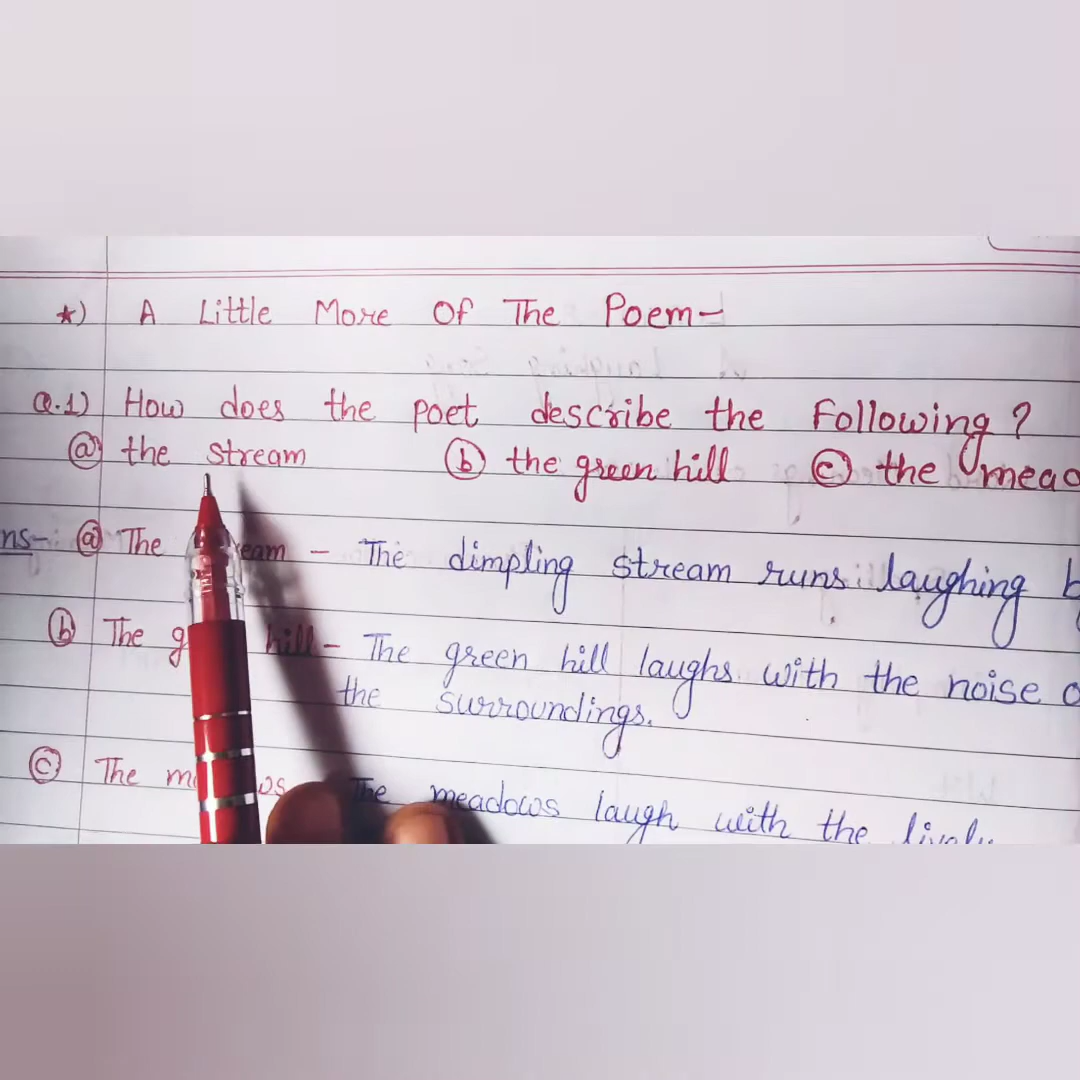 *) A Little More Of The Poem-
Q.1) How does the poet describe the Following?
(a) the stream (b) the green hill (c) the
(a) The - The dimpling stream runs laughing
(b) The hill- The green hill laughs with the noise
the surroundings.
(c) The The meadows laugh with the lively